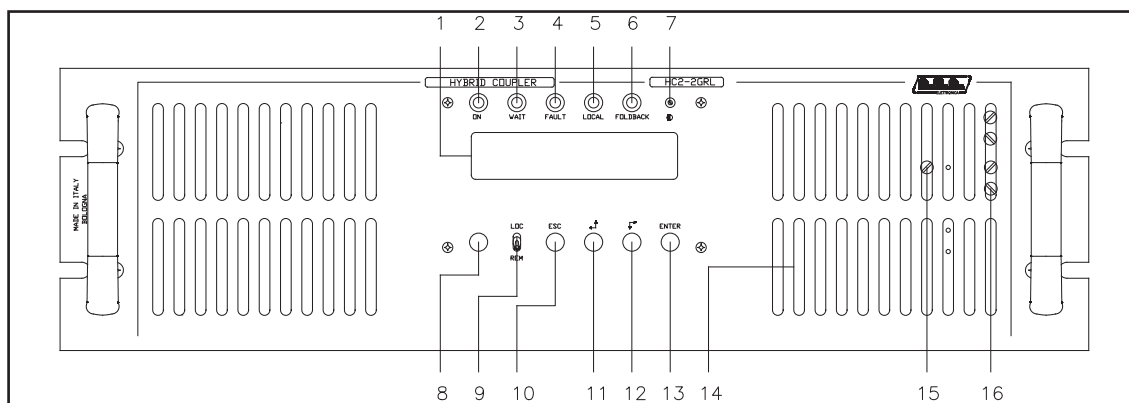 1 2 3 4 5 6 7
HYBRID COUPLER HC2-2GRL
ELETRONICA
ON WAIT FAULT LOCAL FOLDBACK
MADE IN ITALY
BOLOGNA
LOC ESC ENTER
REM
8 9 10 11 12 13 14 15 16